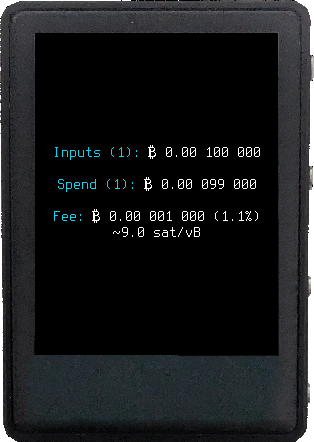 Inputs (1): ₿ 0.00 100 000
Spend (1): ₿ 0.00 099 000
Fee: ₿ 0.00 001 000 (1.1%)
~9.0 sat/vB